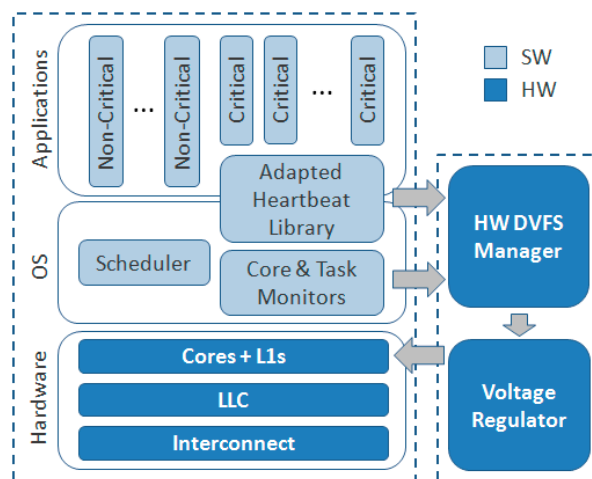 Applications
Non-Critical
...
Non-Critical
Critical
Critical
...
Critical
Adapted
Heartbeat
Library
OS
Scheduler
Core & Task
Monitors
Hardware
Cores + L1s
LLC
Interconnect
SW
HW
HW DVFS
Manager
Voltage
Regulator